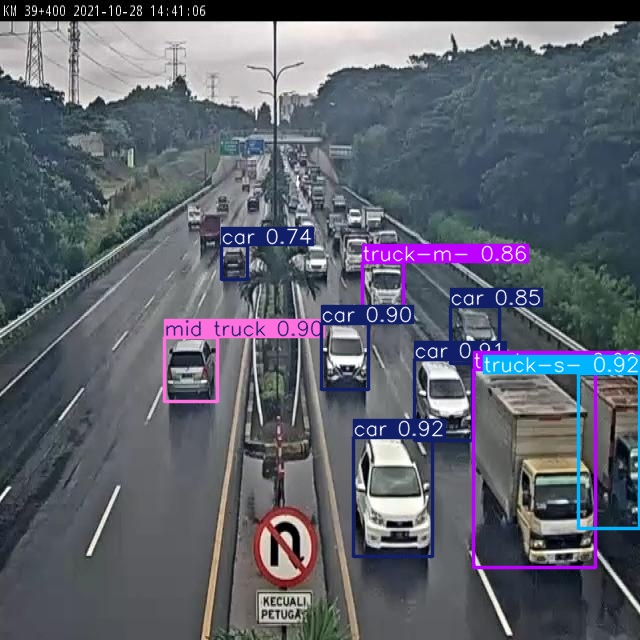 KM 39+400 2021-10-28 14:41:06
car 0.74
truck-m- 0.86
car 0.85
car 0.90
mid truck 0.90
car 0.91
truck-s- 0.92
car 0.92
KECUALI
PETUGAS